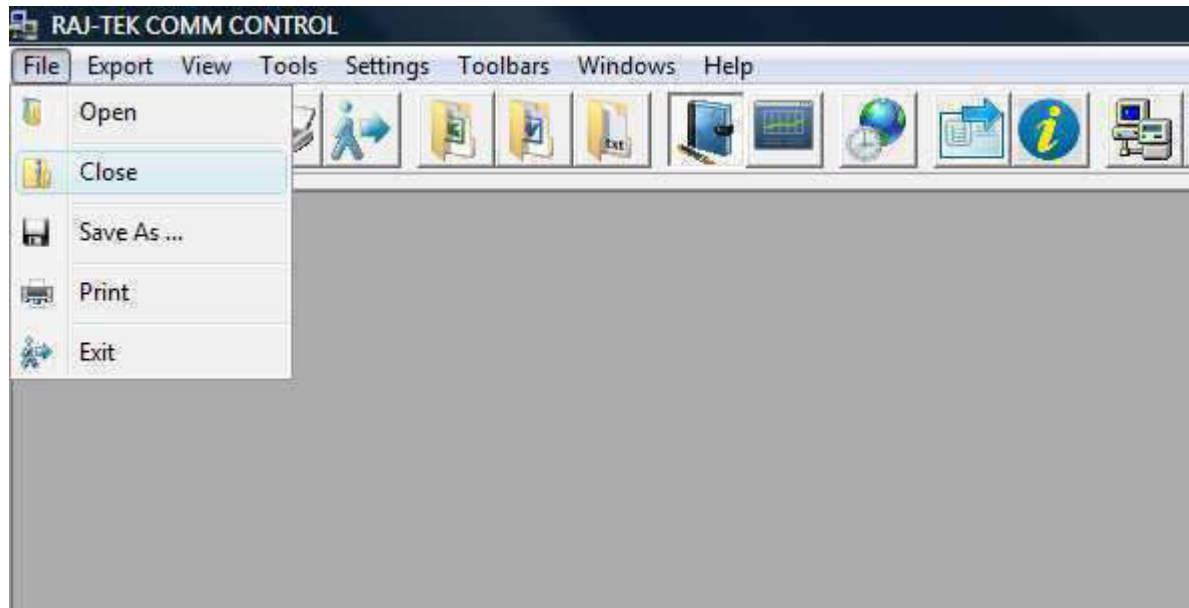 RAJ-TEK COMM CONTROL
File Export View Tools Settings Toolbars Windows Help
Open
Close
Save As ...
Print
Exit